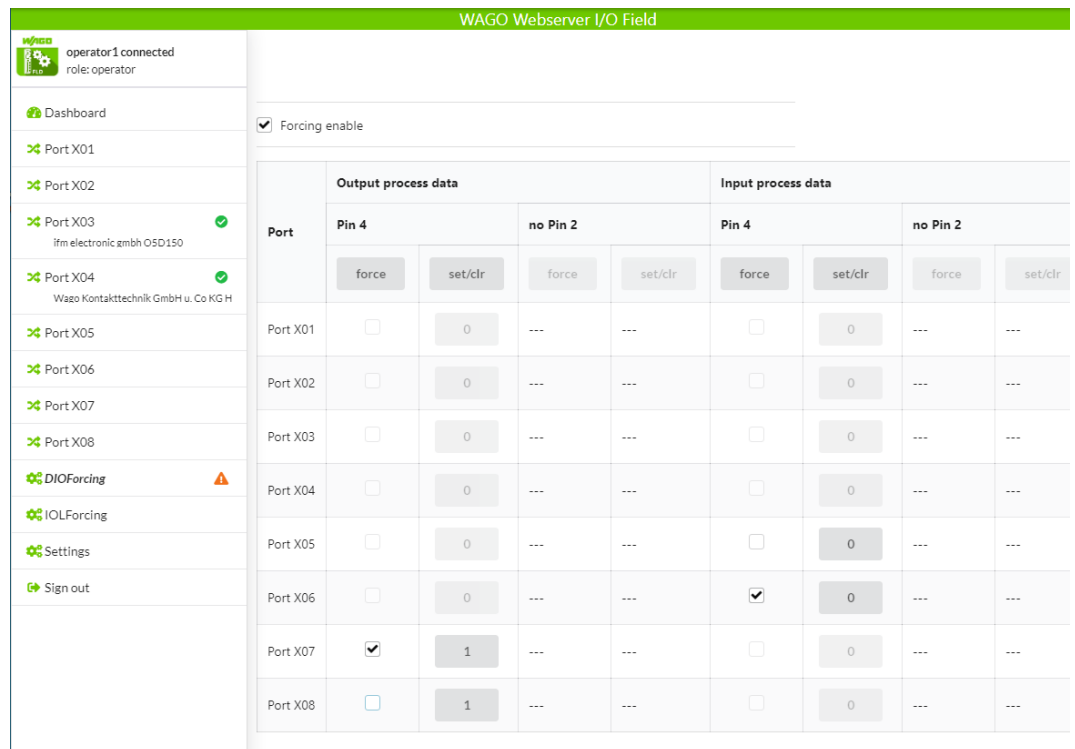 WAGO Webserver I/O Field
WAGO
FLD
operator1 connected
role: operator
Dashboard
Port X01
Port X02
Port X03
ifm electronic gmbh O5D150
Port X04
Wago Kontakttechnik GmbH u. Co KG H
Port X05
Port X06
Port X07
Port X08
DIOForcing
IOLForcing
Settings
Sign out
Forcing enable
Port Output process data Input process data
Pin 4 no Pin 2 Pin 4 no Pin 2
force set/clr force set/clr force set/clr force set/clr
Port X01 0 --- --- 0 --- ---
Port X02 0 --- --- 0 --- ---
Port X03 0 --- --- 0 --- ---
Port X04 0 --- --- 0 --- ---
Port X05 0 --- --- 0 --- ---
Port X06 0 --- --- 0 --- ---
Port X07 1 --- --- 0 --- ---
Port X08 1 --- --- 0 --- ---